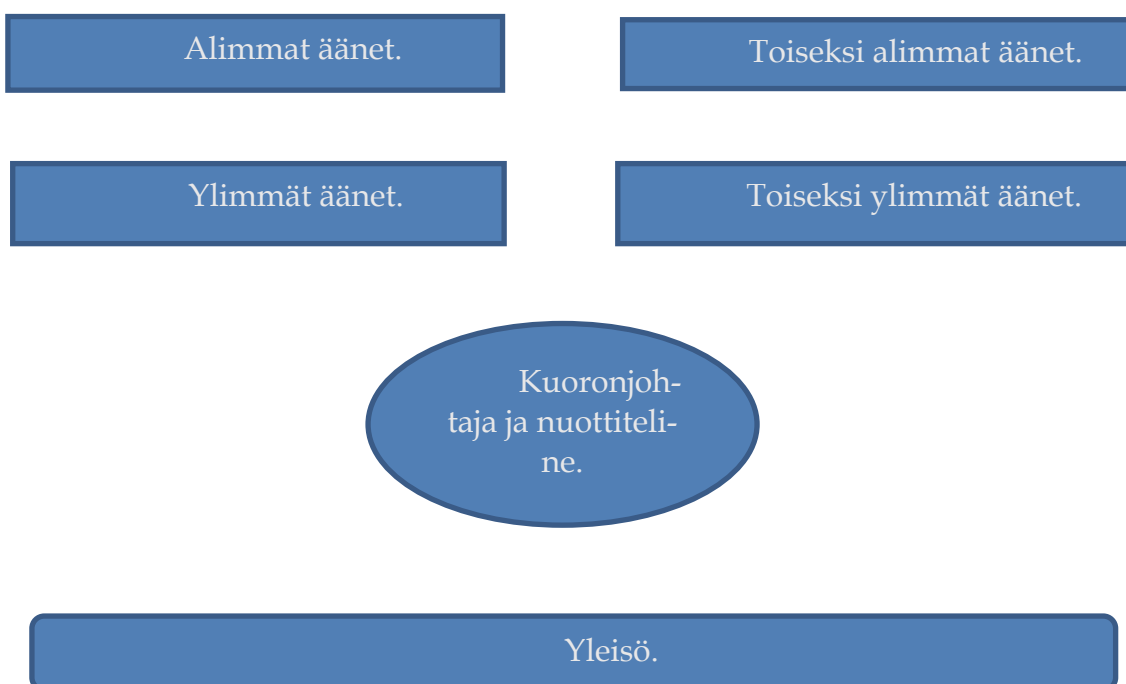 Alimmat äänet.
Toiseksi alimmat äänet.
Ylimmät äänet.
Toiseksi ylimmät äänet.
Kuoronjoh-
taja ja nuottiteli-
ne.
Yleisö.